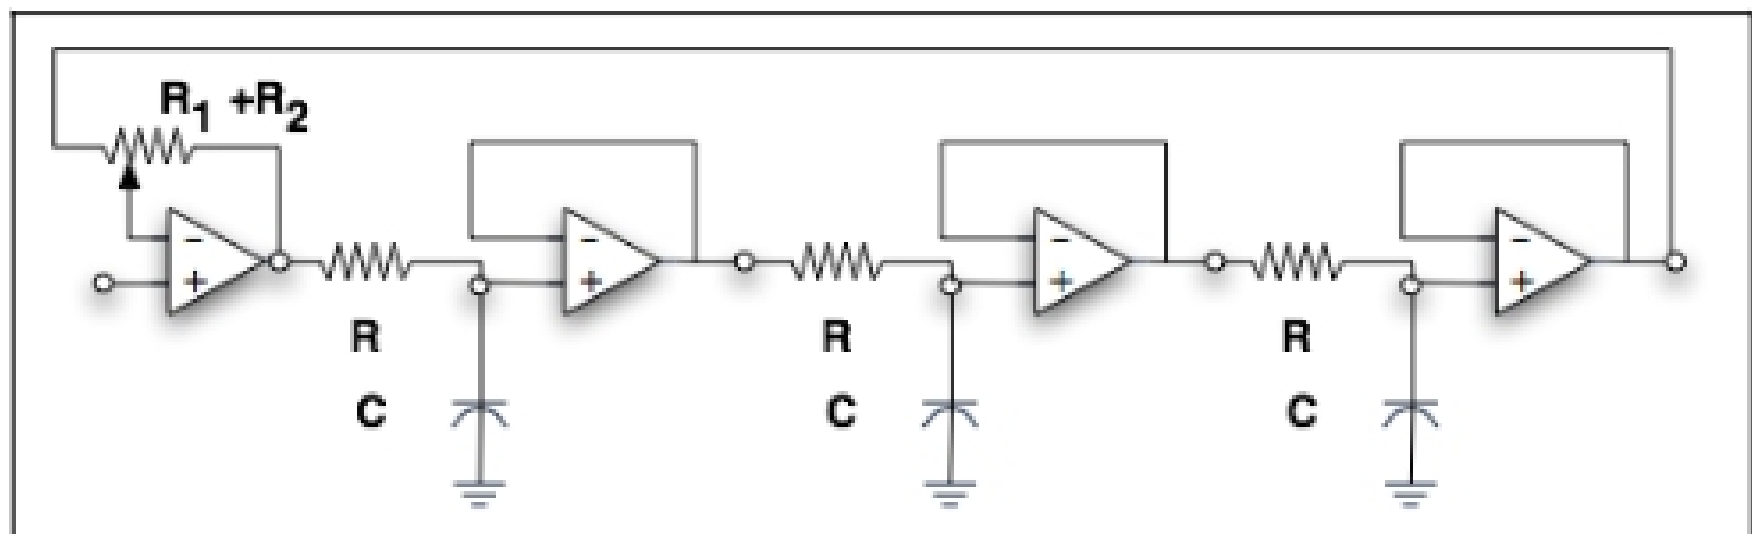 R1 +R2
- - - -
+ + + +
R R R
C C C